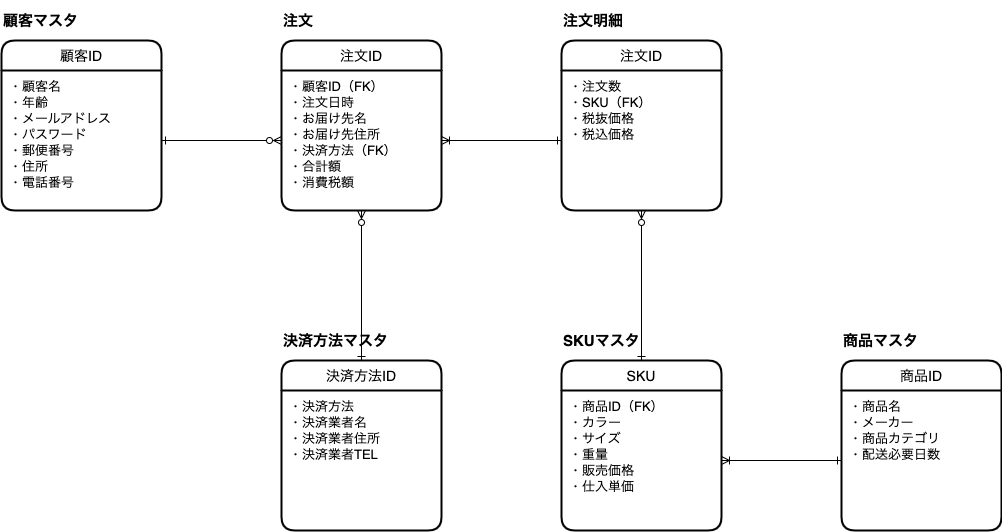 顧客マスタ
顧客ID
・顧客名
・年齢
・メールアドレス
・パスワード
・郵便番号
・住所
・電話番号
注文
注文ID
・顧客ID（FK）
・注文日時
・お届け先名
・お届け先住所
・決済方法（FK）
・合計額
・消費税額
注文明細
注文ID
・注文数
・SKU（FK）
・税抜価格
・税込価格
決済方法マスタ
決済方法ID
・決済方法
・決済業者名
・決済業者住所
・決済業者TEL
SKUマスタ
SKU
・商品ID（FK）
・カラー
・サイズ
・重量
・販売価格
・仕入単価
商品マスタ
商品ID
・商品名
・メーカー
・商品カテゴリ
・配送必要日数